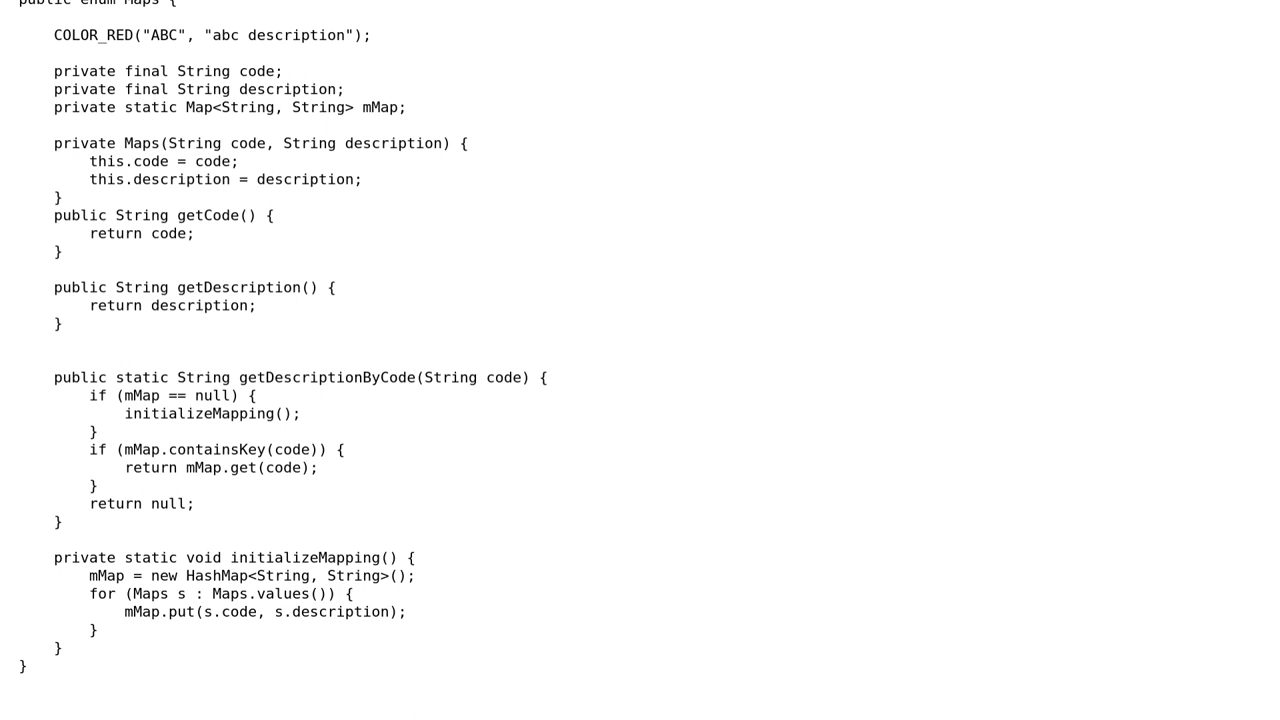 public enum Maps {
COLOR_RED("ABC", "abc description");
private final String code;
private final String description;
private static Map<String, String> mMap;
private Maps(String code, String description) {
this.code = code;
this.description = description;
}
public String getCode() {
return code;
}
public String getDescription() {
return description;
}
public static String getDescriptionByCode(String code) {
if (mMap == null) {
initializeMapping();
}
if (mMap.containsKey(code)) {
return mMap.get(code);
}
return null;
}
private static void initializeMapping() {
mMap = new HashMap<String, String>();
for (Maps s : Maps.values()) {
mMap.put(s.code, s.description);
}
}
}